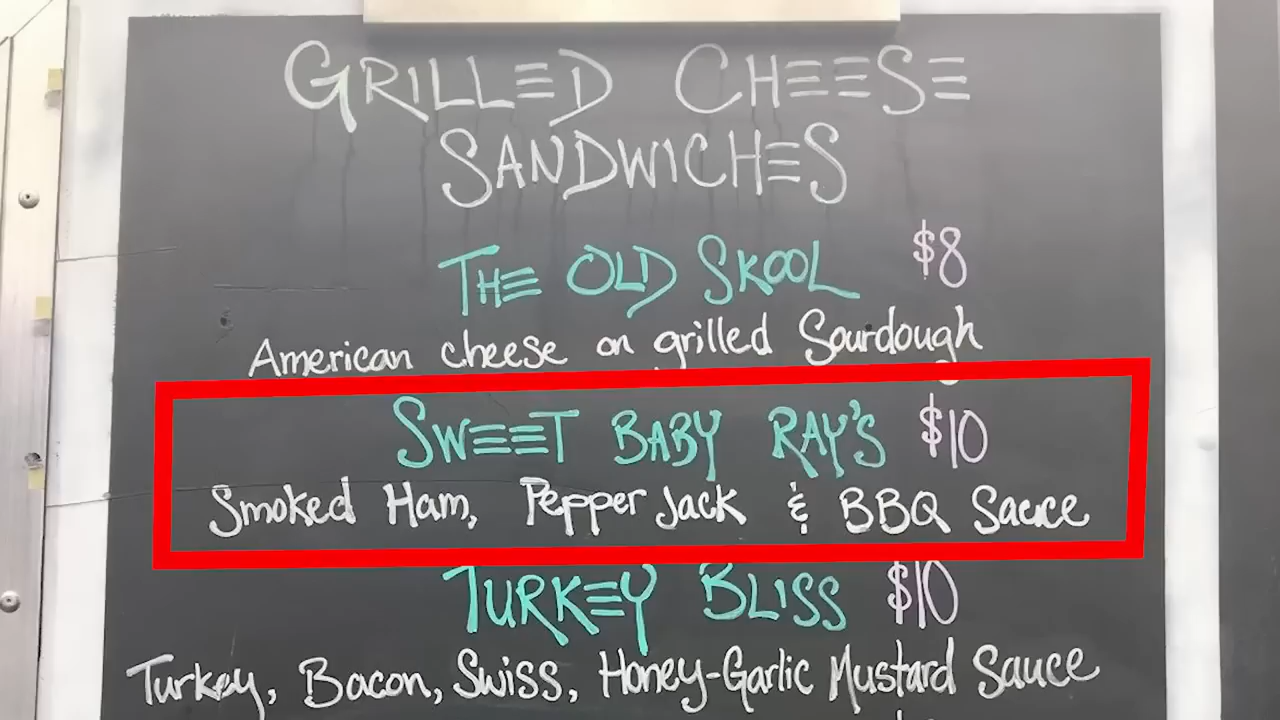 GRILLED CHEESE
SANDWICHES
THE OLD SKOOL $8
American cheese on grilled Sourdough
SWEET BABY RAY'S $10
Smoked Ham, Pepper Jack & BBQ Sauce
TURKEY BLISS $10
Turkey, Bacon, Swiss, Honey-Garlic Mustard Sauce